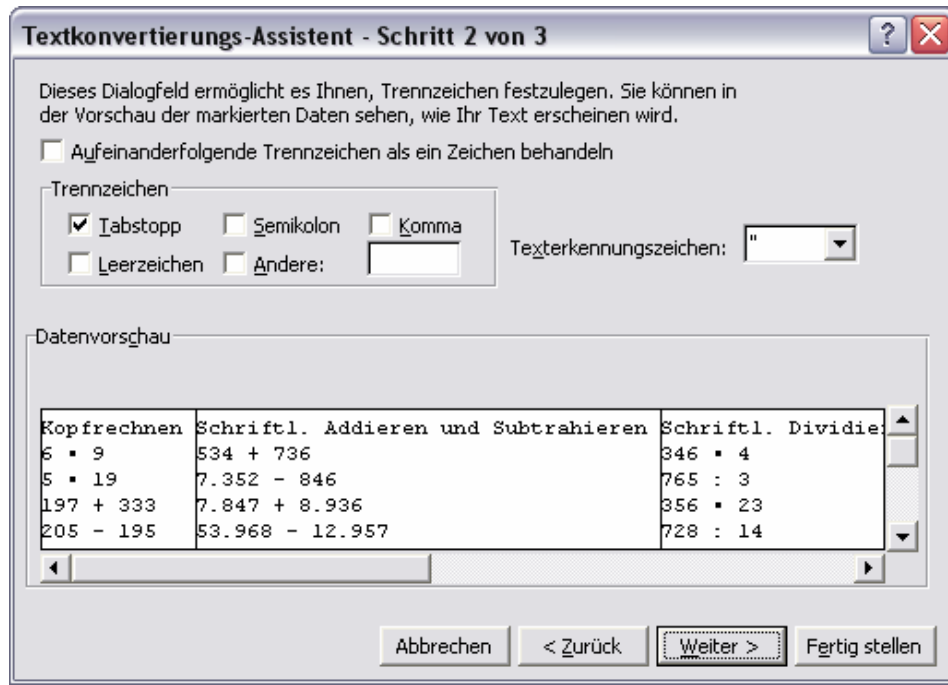 Textkonvertierungs-Assistent - Schritt 2 von 3
Dieses Dialogfeld ermöglicht es Ihnen, Trennzeichen festzulegen. Sie können in
der Vorschau der markierten Daten sehen, wie Ihr Text erscheinen wird.
Aufeinanderfolgende Trennzeichen als ein Zeichen behandeln
Trennzeichen
Tabstopp Semikolon Komma
Leerzeichen Andere:
Texterkennungszeichen: "
Datenvorschau
Kopfrechnen Schriftl. Addieren und Subtrahieren Schriftl. Dividie
6 ▪ 9 534 + 736 346 ▪ 4
5 ▪ 19 7.352 - 846 765 : 3
197 + 333 7.847 + 8.936 356 ▪ 23
205 - 195 53.968 - 12.957 728 : 14
Abbrechen < Zurück Weiter > Fertig stellen